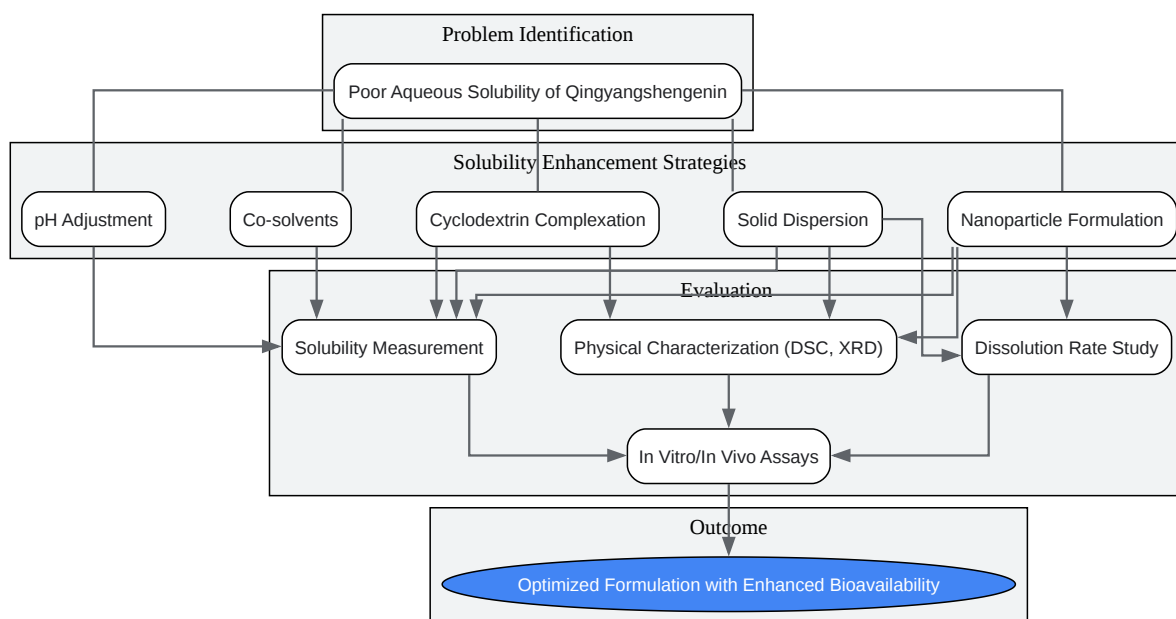 Problem Identification
Poor Aqueous Solubility of Qingyangshengenin
Solubility Enhancement Strategies
pH Adjustment
Co-solvents
Cyclodextrin Complexation
Solid Dispersion
Nanoparticle Formulation
Evaluation
Solubility Measurement
Physical Characterization (DSC, XRD)
Dissolution Rate Study
In Vitro/In Vivo Assays
Outcome
Optimized Formulation with Enhanced Bioavailability